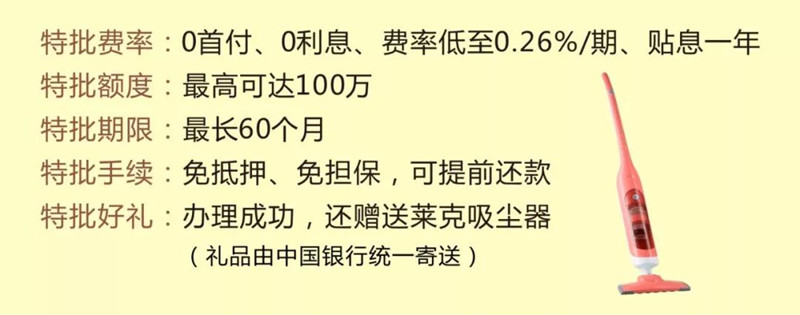 特批费率：0首付、0利息、费率低至0.26%/期、贴息一年
特批额度：最高可达100万
特批期限：最长60个月
特批手续：免抵押、免担保，可提前还款
特批好礼：办理成功，还赠送莱克吸尘器
（礼品由中国银行统一寄送）